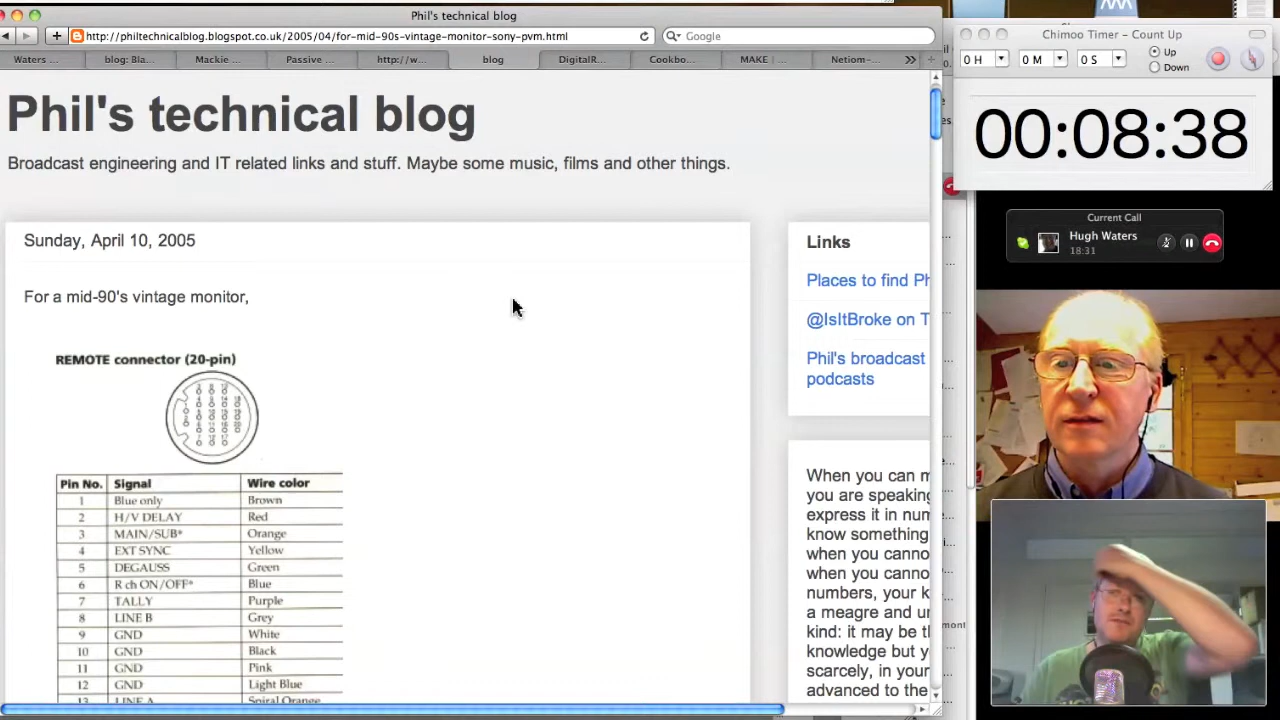 Phil's technical blog
http://philtechnicalblog.blogspot.co.uk/2005/04/for-mid-90s-vintage-monitor-sony-pvm.html
Google
Waters ...
blog: Bla...
Mackie ...
Passive ...
http://w...
blog
DigitalR...
Cookbo...
MAKE | ...
Netiom-...
Phil's technical blog
Broadcast engineering and IT related links and stuff. Maybe some music, films and other things.
Sunday, April 10, 2005
For a mid-90's vintage monitor,
REMOTE connector (20-pin)
Pin No. Signal Wire color
1 Blue only Brown
2 H/V DELAY Red
3 MAIN/SUB* Orange
4 EXT SYNC Yellow
5 DEGAUSS Green
6 R ch ON/OFF* Blue
7 TALLY Purple
8 LINE B Grey
9 GND White
10 GND Black
11 GND Pink
12 GND Light Blue
13 LINE A Spiral Orange
Links
Places to find Ph
@IsItBroke on T
Phil's broadcast
podcasts
When you can m
you are speaking
express it in num
know something
when you canno
when you canno
numbers, your k
a meagre and un
kind: it may be th
knowledge but y
scarcely, in your
advanced to the
Chimoo Timer – Count Up
0 H
0 M
0 S
Up
Down
00:08:38
Current Call
Hugh Waters
18:31